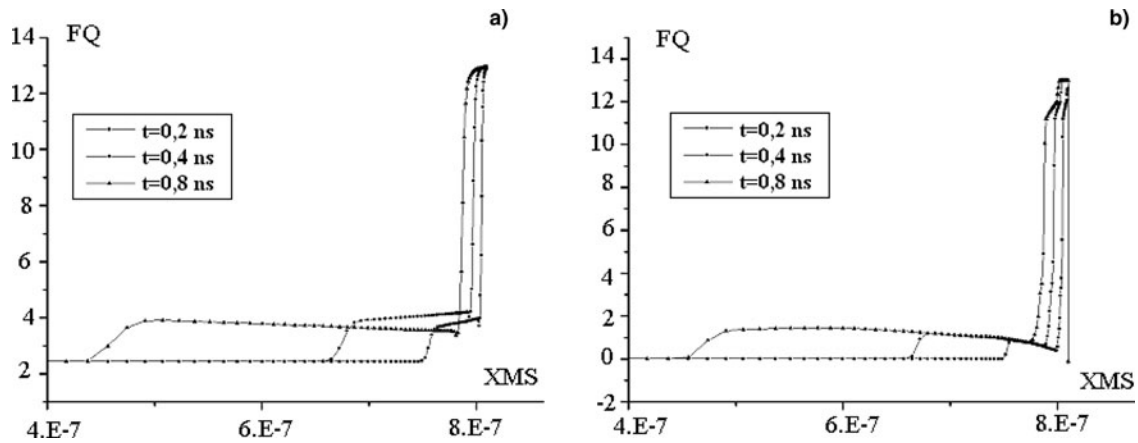 a)
FQ
14
12
10
8
6
4
2
t=0,2 ns
t=0,4 ns
t=0,8 ns
XMS
4.E-7
6.E-7
8.E-7
b)
FQ
14
12
10
8
6
4
2
0
-2
t=0,2 ns
t=0,4 ns
t=0,8 ns
XMS
4.E-7
6.E-7
8.E-7